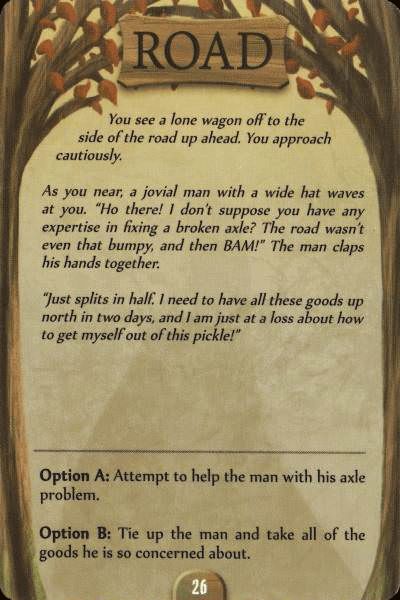 ROAD
You see a lone wagon off to the
side of the road up ahead. You approach
cautiously.
As you near, a jovial man with a wide hat waves
at you. “Ho there! I don't suppose you have any
expertise in fixing a broken axle? The road wasn't
even that bumpy, and then BAM!” The man claps
his hands together.
“Just splits in half. I need to have all these goods up
north in two days, and I am just at a loss about how
to get myself out of this pickle!”
Option A: Attempt to help the man with his axle
problem.
Option B: Tie up the man and take all of the
goods he is so concerned about.
26